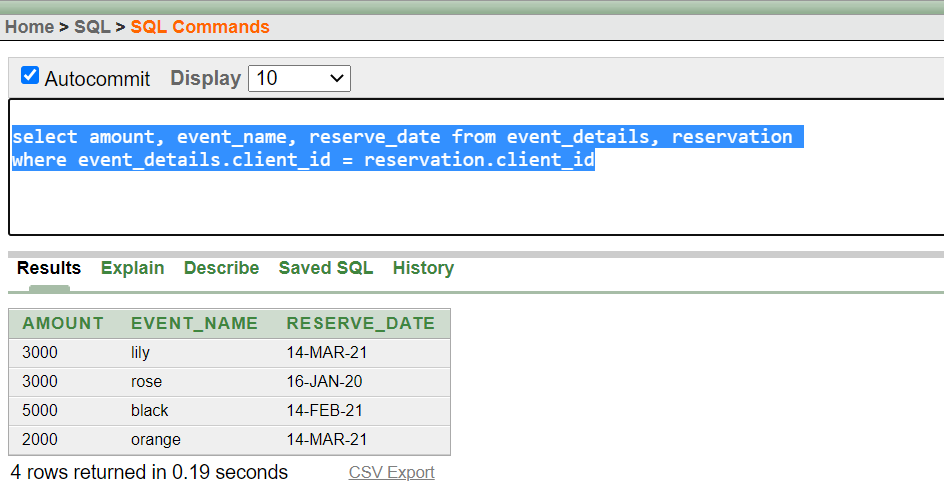 Home > SQL > SQL Commands
Autocommit Display 10
select amount, event_name, reserve_date from event_details, reservation
where event_details.client_id = reservation.client_id
Results Explain Describe Saved SQL History
AMOUNT EVENT_NAME RESERVE_DATE
3000 lily 14-MAR-21
3000 rose 16-JAN-20
5000 black 14-FEB-21
2000 orange 14-MAR-21
4 rows returned in 0.19 seconds CSV Export